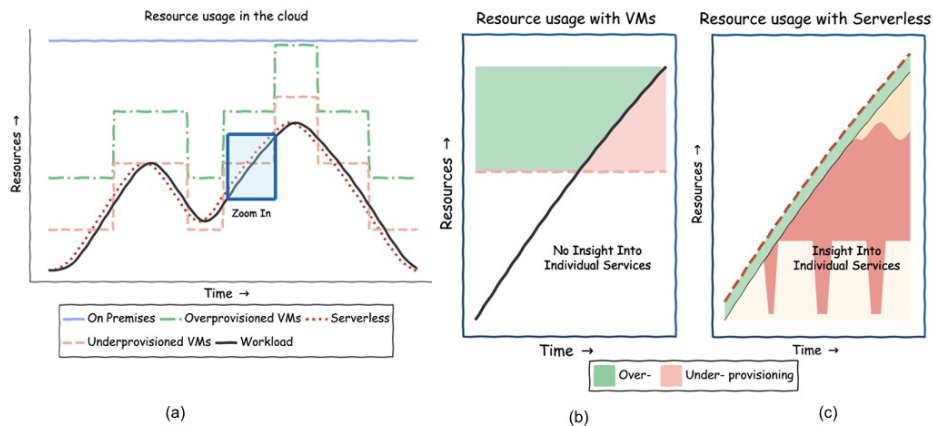 Resource usage in the cloud
Resources →
Zoom In
Time →
On Premises
Overprovisioned VMs
Serverless
Underprovisioned VMs
Workload
(a)
Resource usage with VMs
Resources →
No Insight Into
Individual Services
Time →
(b)
Resource usage with Serverless
Resources →
Insight Into
Individual Services
Time →
Over-
Under- provisioning
(c)